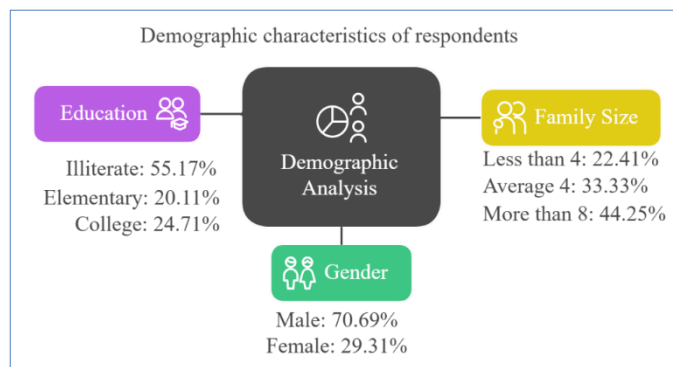 Demographic characteristics of respondents
Education
Illiterate: 55.17%
Elementary: 20.11%
College: 24.71%
Demographic
Analysis
Family Size
Less than 4: 22.41%
Average 4: 33.33%
More than 8: 44.25%
Gender
Male: 70.69%
Female: 29.31%